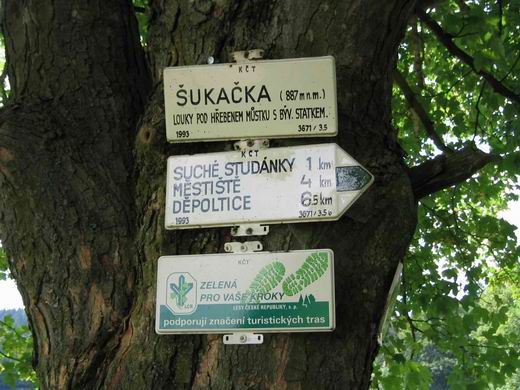 KČT
ŠUKAČKA (887 m n.m.)
LOUKY POD HŘEBENEM MŮSTKU S BÝV. STATKEM.
1993 3671/3.5
KČT
SUCHÉ STUDÁNKY 1 km
MĚSTIŠTĚ 4 km
DĚPOLTICE 6.5 km
1993 3671/3.5 b
KČT
ZELENÁ
PRO VAŠE KROKY
LESY ČESKÉ REPUBLIKY, s. p.
LČR
podporují značení turistických tras